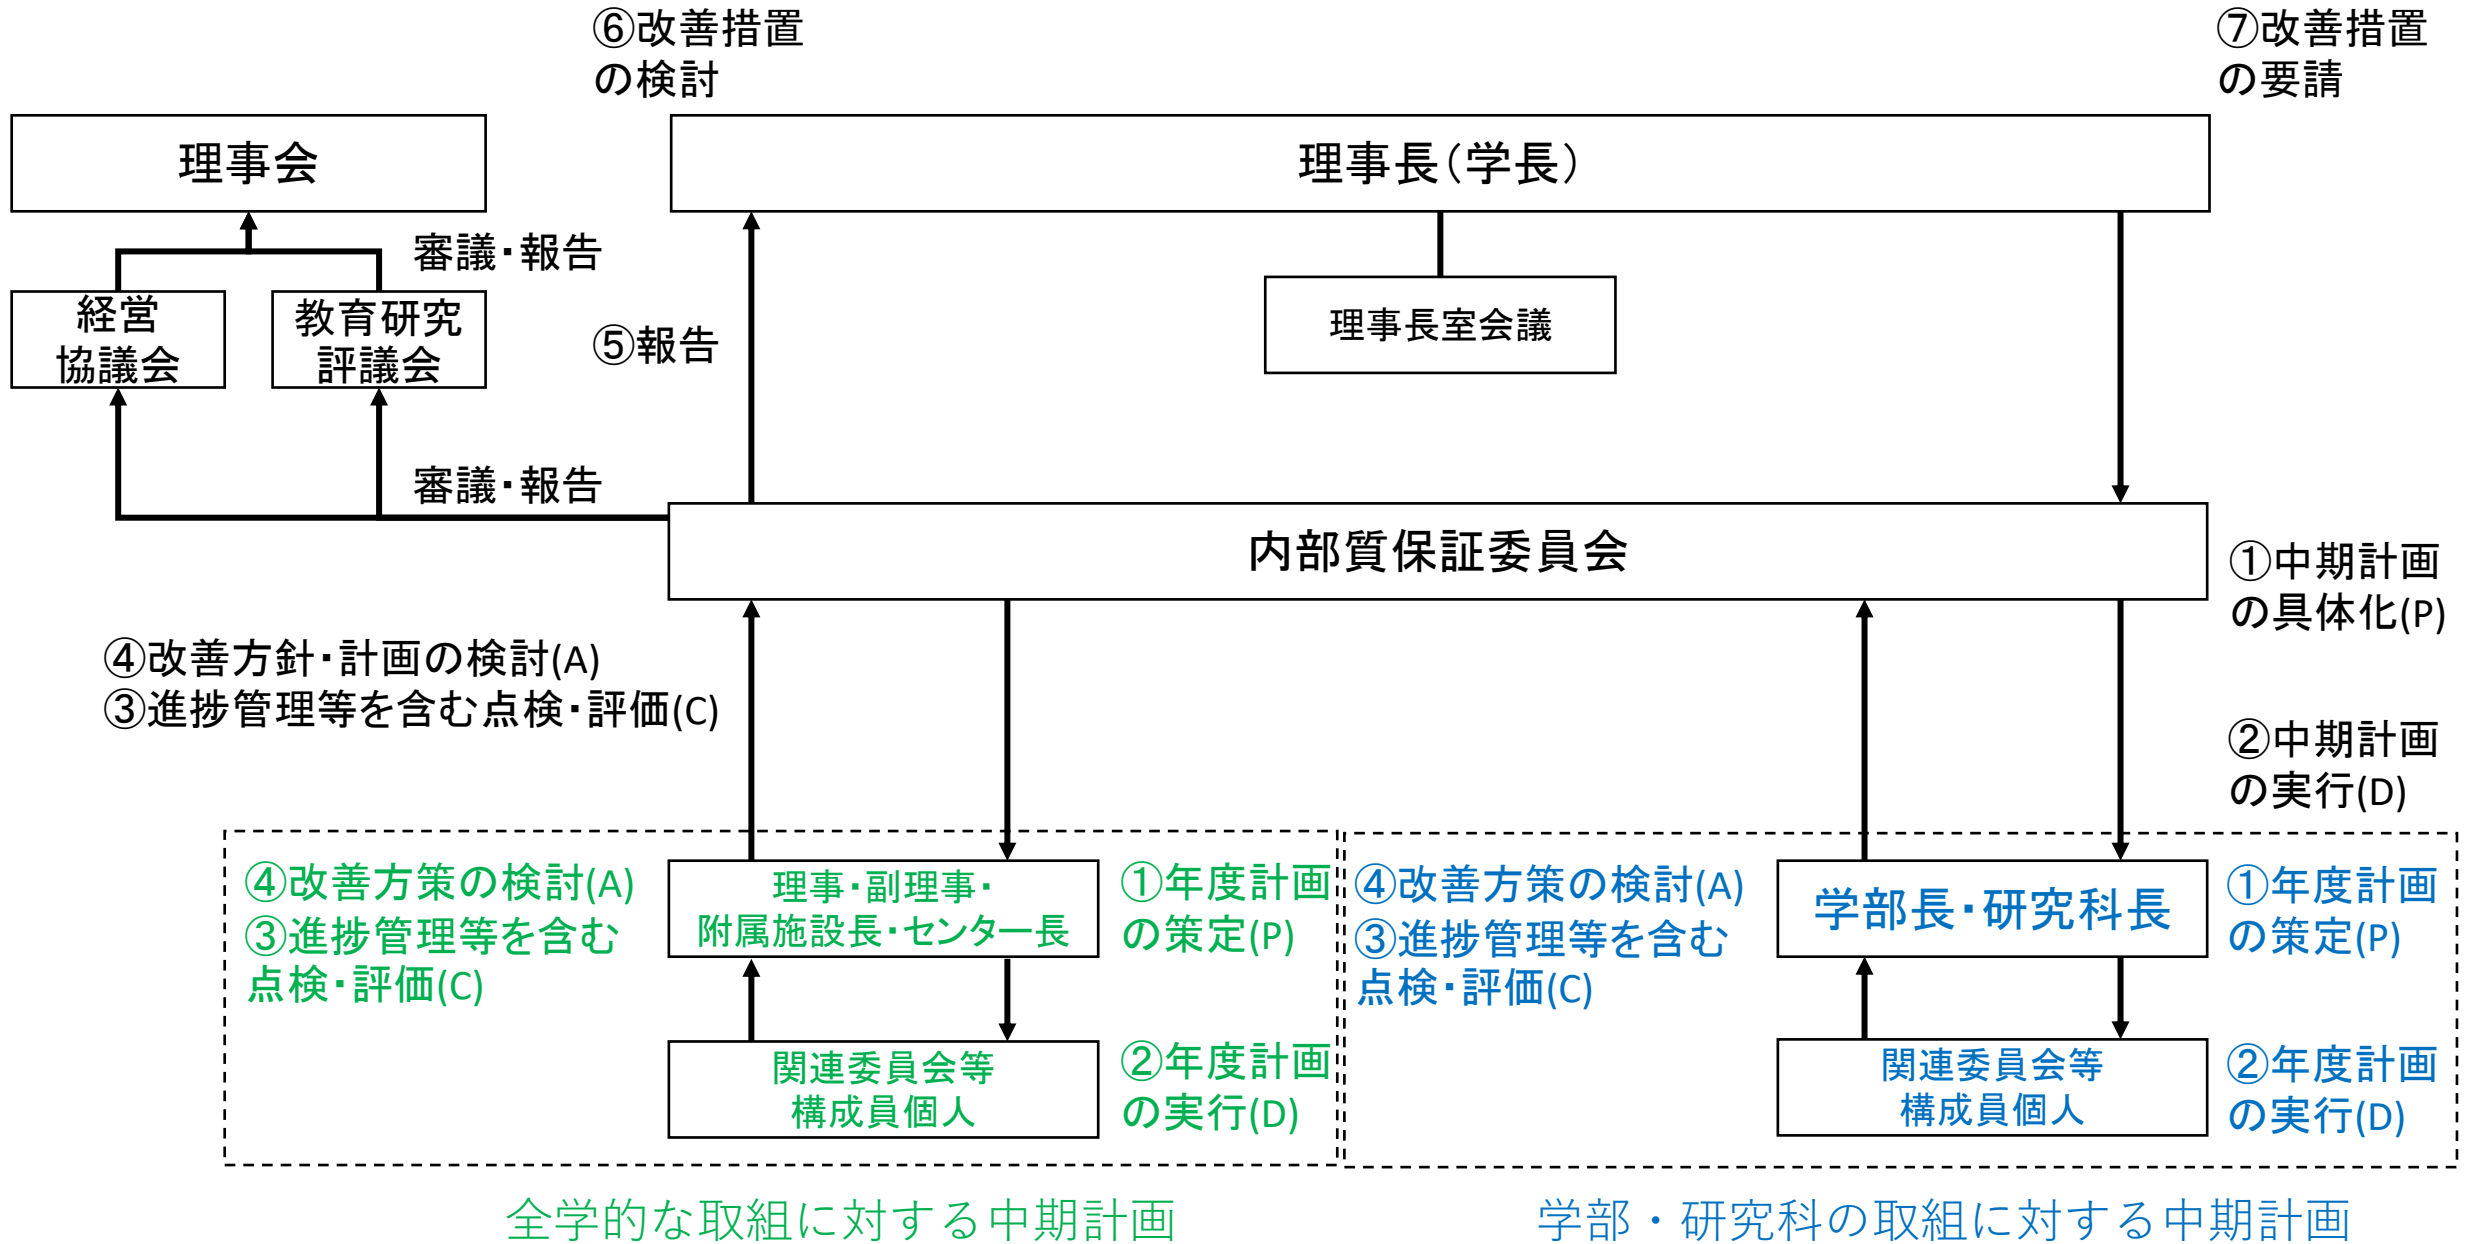 ⑥改善措置
の検討
⑦改善措置
の要請
理事会
理事長（学長）
審議・報告
経営
協議会
教育研究
評議会
⑤報告
理事長室会議
審議・報告
内部質保証委員会
①中期計画
の具体化(P)
④改善方針・計画の検討(A)
③進捗管理等を含む点検・評価(C)
②中期計画
の実行(D)
④改善方策の検討(A)
③進捗管理等を含む
点検・評価(C)
理事・副理事・
附属施設長・センター長
①年度計画
の策定(P)
関連委員会等
構成員個人
②年度計画
の実行(D)
④改善方策の検討(A)
③進捗管理等を含む
点検・評価(C)
学部長・研究科長
①年度計画
の策定(P)
関連委員会等
構成員個人
②年度計画
の実行(D)
全学的な取組に対する中期計画
学部・研究科の取組に対する中期計画